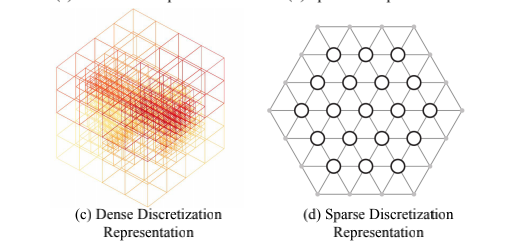 (c) Dense Discretization
Representation
(d) Sparse Discretization
Representation